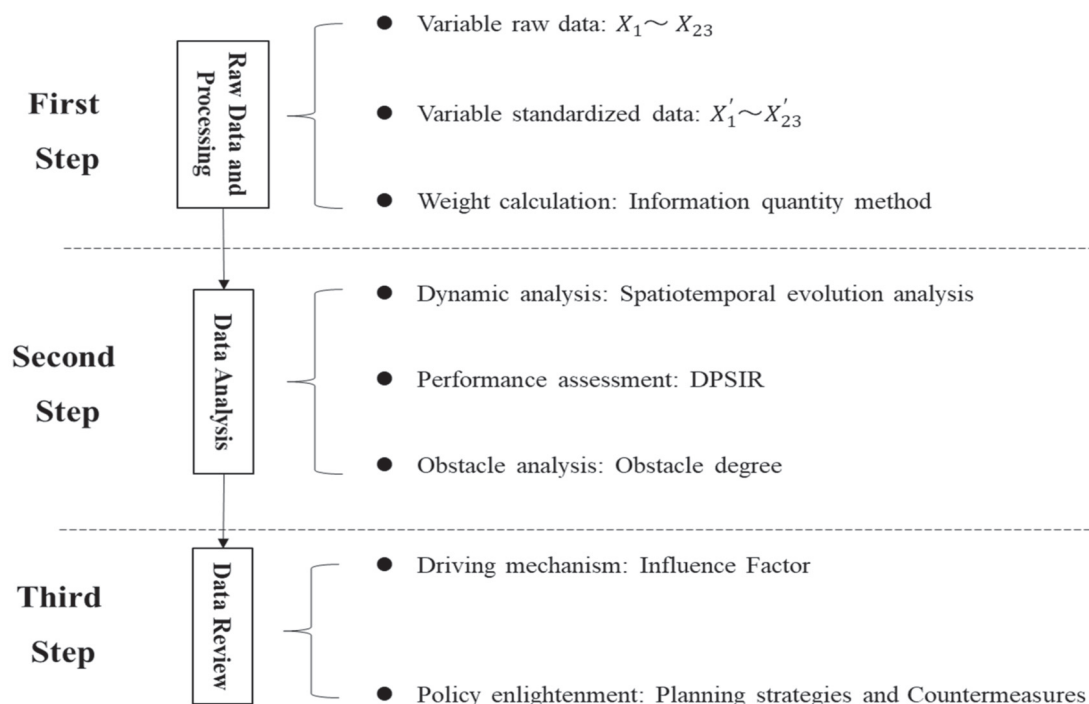 First
Step
Raw Data and
Processing
Variable raw data: X₁～ X₂₃
Variable standardized data: X′₁～X′₂₃
Weight calculation: Information quantity method
Second
Step
Data Analysis
Dynamic analysis: Spatiotemporal evolution analysis
Performance assessment: DPSIR
Obstacle analysis: Obstacle degree
Third
Step
Data Review
Driving mechanism: Influence Factor
Policy enlightenment: Planning strategies and Countermeasures